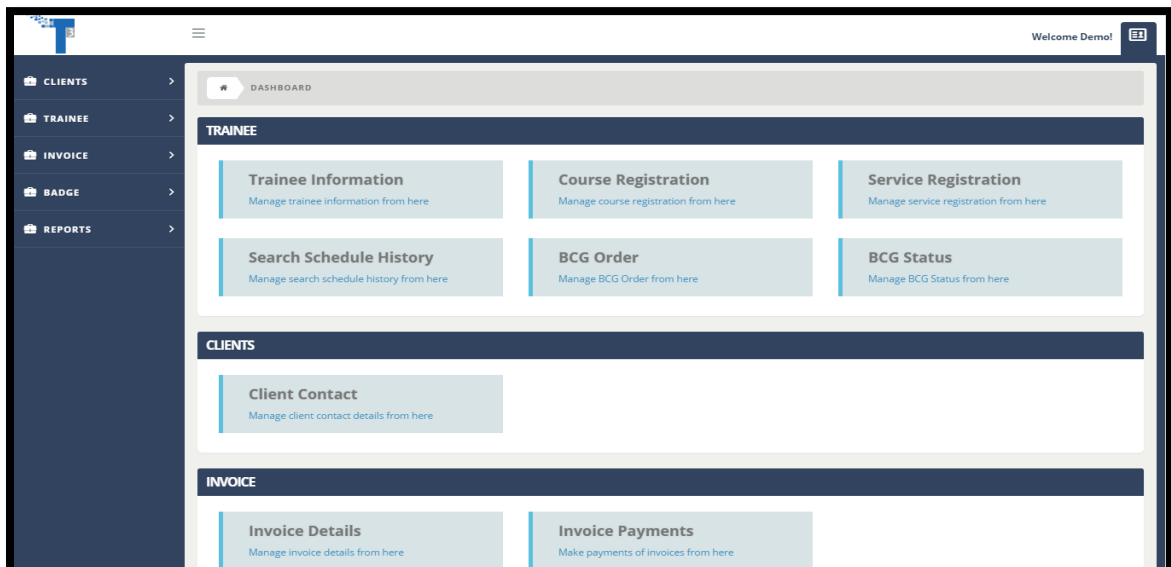 T3
Welcome Demo!
CLIENTS
TRAINEE
INVOICE
BADGE
REPORTS
DASHBOARD
TRAINEE
Trainee Information
Manage trainee information from here
Course Registration
Manage course registration from here
Service Registration
Manage service registration from here
Search Schedule History
Manage search schedule history from here
BCG Order
Manage BCG Order from here
BCG Status
Manage BCG Status from here
CLIENTS
Client Contact
Manage client contact details from here
INVOICE
Invoice Details
Manage invoice details from here
Invoice Payments
Make payments of invoices from here